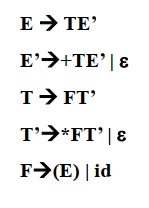 E → TE’
E’→+TE’ | ε
T → FT’
T’→*FT’ | ε
F→(E) | id